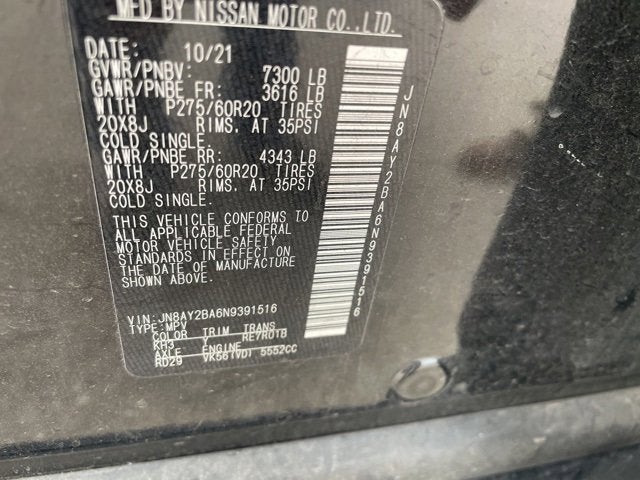 MFD BY NISSAN MOTOR CO.,LTD.
DATE: 10/21
GVWR/PNBV: 7300 LB
GAWR/PNBE FR: 3616 LB
WITH P275/60R20 TIRES
20X8J RIMS. AT 35PSI
COLD SINGLE.
GAWR/PNBE RR: 4343 LB
WITH P275/60R20 TIRES
20X8J RIMS. AT 35PSI
COLD SINGLE.
THIS VEHICLE CONFORMS TO
ALL APPLICABLE FEDERAL
MOTOR VEHICLE SAFETY
STANDARDS IN EFFECT ON
THE DATE OF MANUFACTURE
SHOWN ABOVE.
VIN: JN8AY2BA6N9391516
TYPE: MPV
COLOR TRIM TRANS
KH3 Y RE7R01B
AXLE ENGINE
RD29 VK56(VD) 5552CC
JN8AY2BA6N9391516